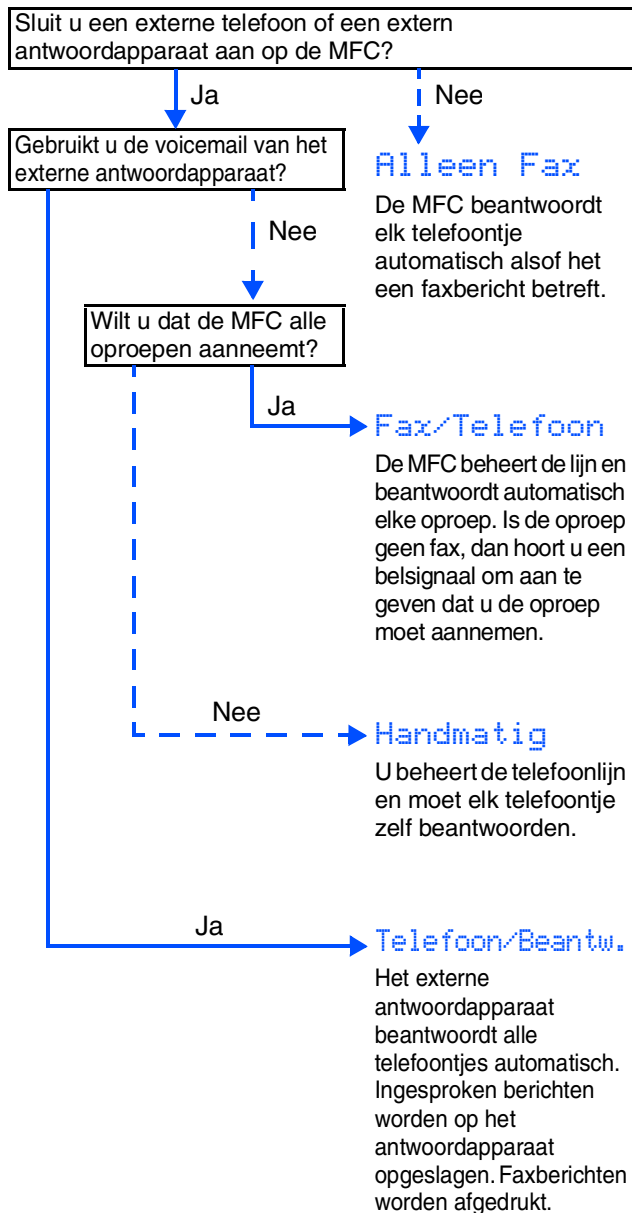 Sluit u een externe telefoon of een extern
antwoordapparaat aan op de MFC?
Ja
Nee
Gebruikt u de voicemail van het
externe antwoordapparaat?
Alleen Fax
De MFC beantwoordt
elk telefoontje
automatisch alsof het
een faxbericht betreft.
Nee
Wilt u dat de MFC alle
oproepen aanneemt?
Ja
Fax/Telefoon
De MFC beheert de lijn en
beantwoordt automatisch
elke oproep. Is de oproep
geen fax, dan hoort u een
belsignaal om aan te
geven dat u de oproep
moet aannemen.
Nee
Handmatig
U beheert de telefoonlijn
en moet elk telefoontje
zelf beantwoorden.
Ja
Telefoon/Beantw.
Het externe
antwoordapparaat
beantwoordt alle
telefoontjes automatisch.
Ingesproken berichten
worden op het
antwoordapparaat
opgeslagen. Faxberichten
worden afgedrukt.